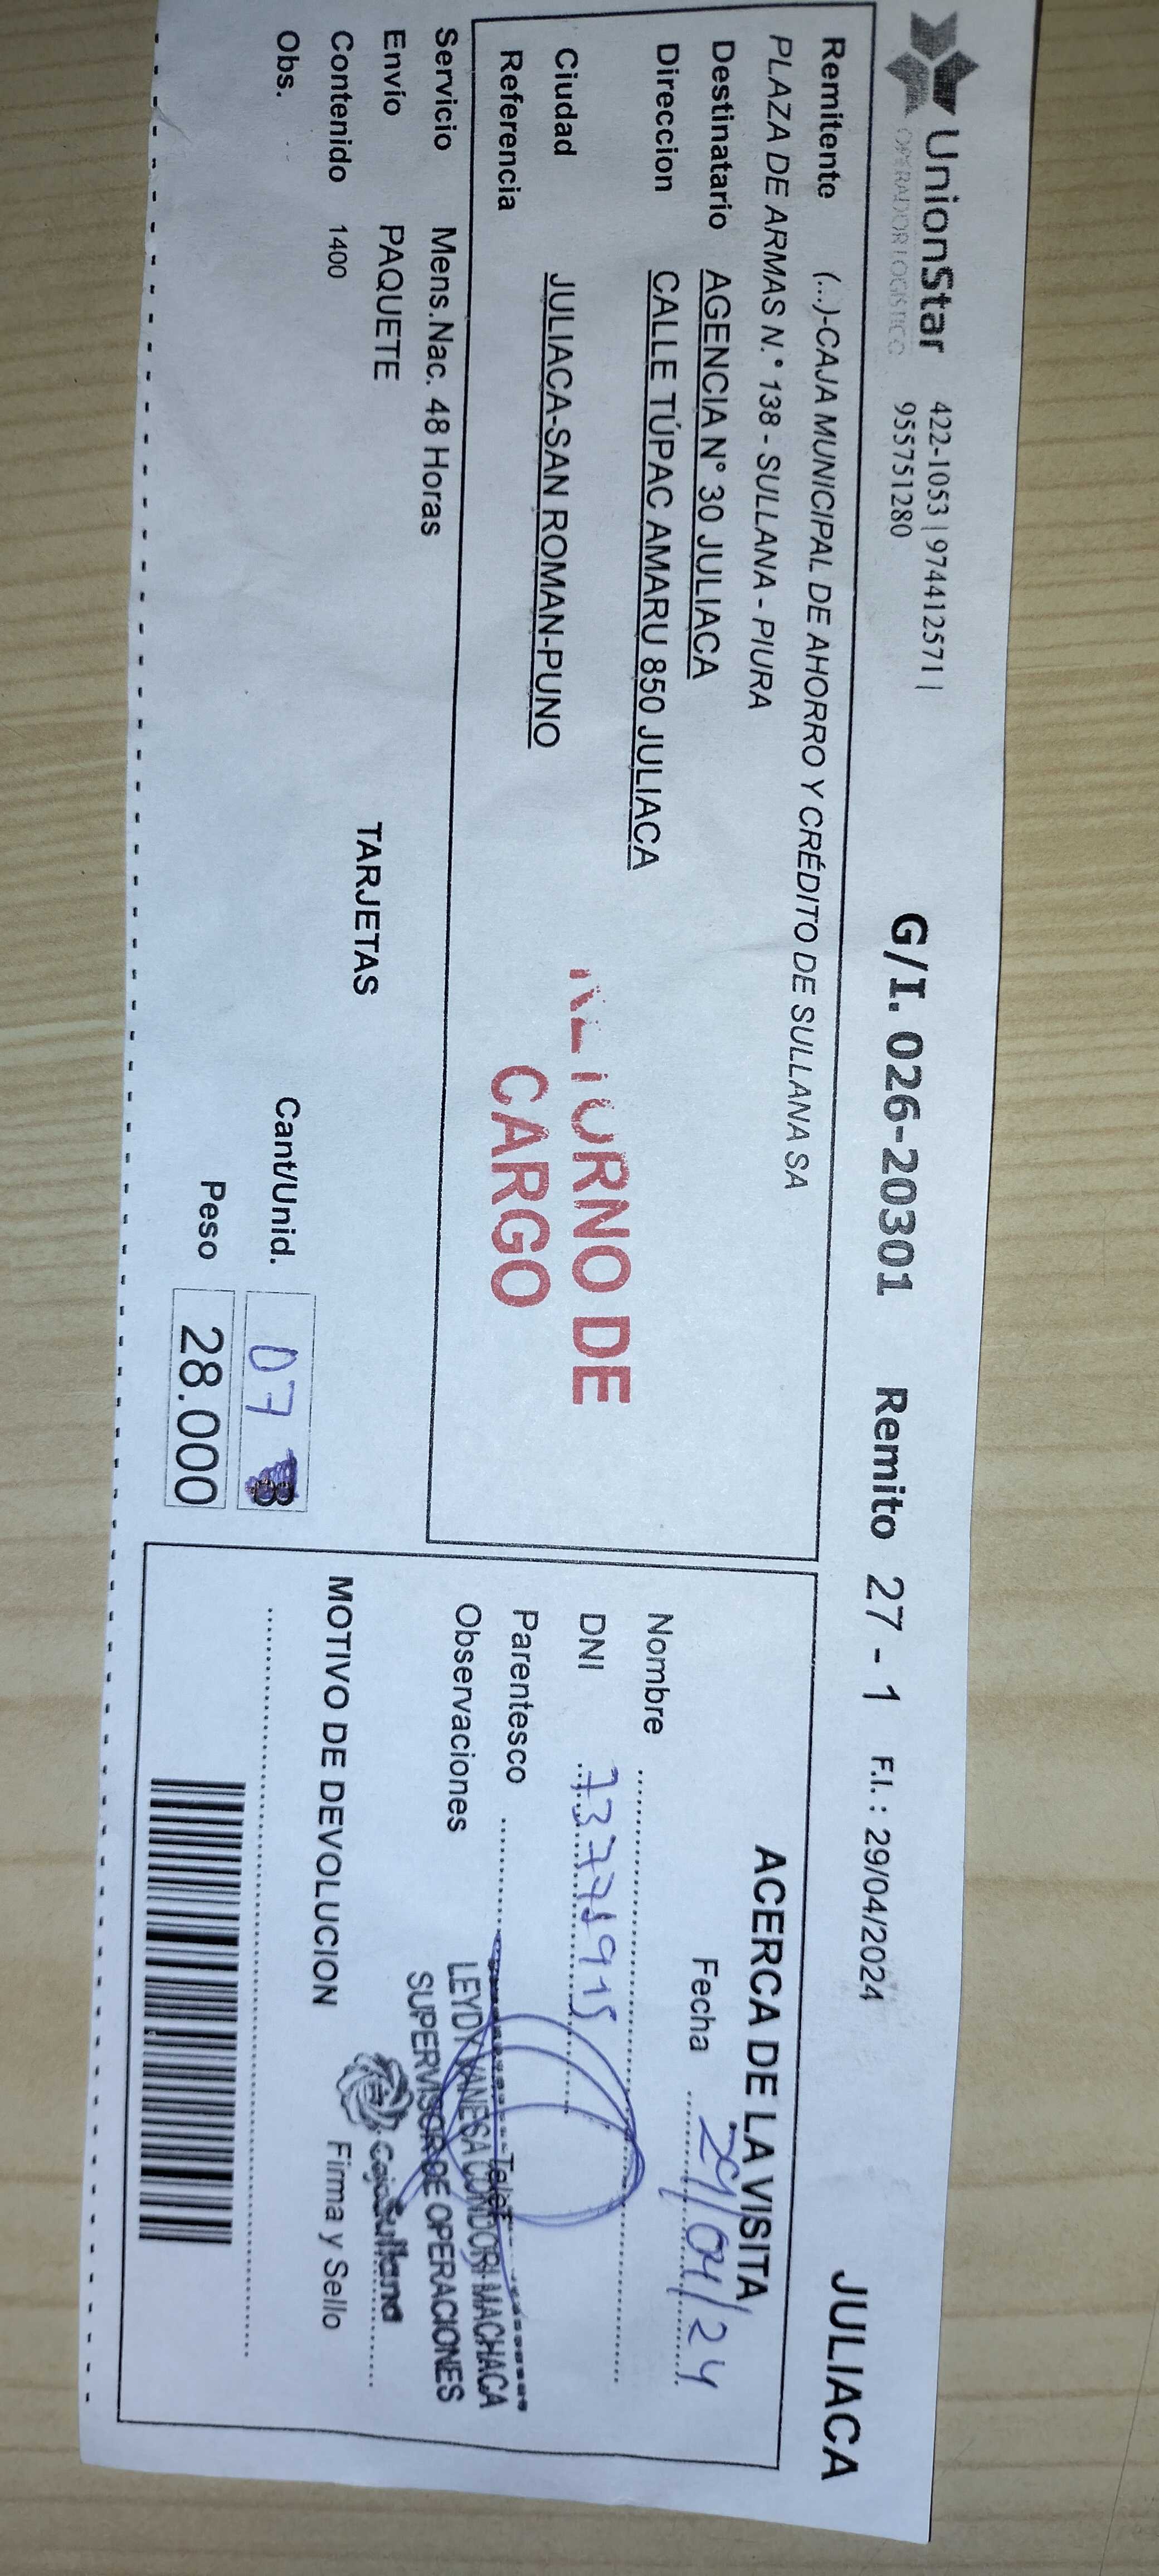 UnionStar
OPERADOR LOGISTICO
422-1053 | 974412571 |
955751280
G/I. 026-20301 Remito 27 - 1 F.I. : 29/04/2024 JULIACA
Remitente (...)-CAJA MUNICIPAL DE AHORRO Y CRÉDITO DE SULLANA SA
PLAZA DE ARMAS N.° 138 - SULLANA - PIURA
Destinatario AGENCIA N° 30 JULIACA
Direccion CALLE TÚPAC AMARU 850 JULIACA
Ciudad JULIACA-SAN ROMAN-PUNO
Referencia
RETORNO DE
CARGO
Servicio Mens.Nac. 48 Horas
Envío PAQUETE
Contenido 1400 TARJETAS
Obs.
Cant/Unid. 07
Peso 28.000
ACERCA DE LA VISITA
Fecha 29/04/24
Nombre
DNI
Parentesco Telef.
Observaciones
LEYDY VANESA CONDORI MACHACA
SUPERVISOR DE OPERACIONES
CajaSullana
MOTIVO DE DEVOLUCION Firma y Sello